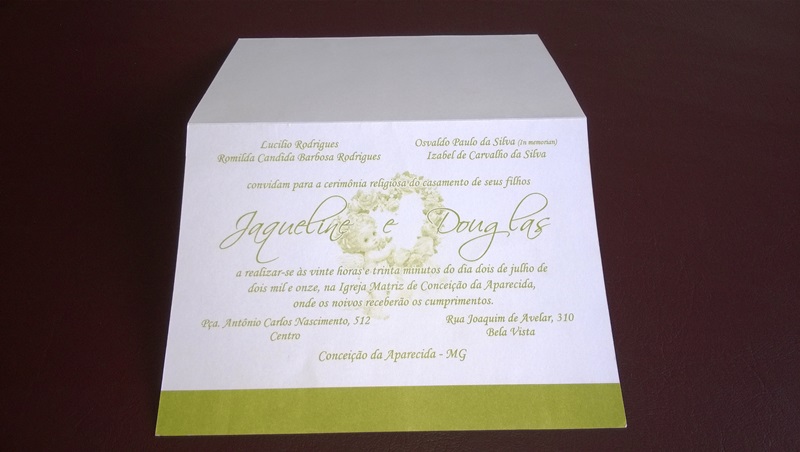 Lucilio Rodrigues
Romilda Candida Barbosa Rodrigues
Osvaldo Paulo da Silva (In memorian)
Izabel de Carvalho da Silva
convidam para a cerimônia religiosa do casamento de seus filhos
Jaqueline e Douglas
a realizar-se às vinte horas e trinta minutos do dia dois de julho de
dois mil e onze, na Igreja Matriz de Conceição da Aparecida,
onde os noivos receberão os cumprimentos.
Pça. Antônio Carlos Nascimento, 512
Centro
Rua Joaquim de Avelar, 310
Bela Vista
Conceição da Aparecida - MG